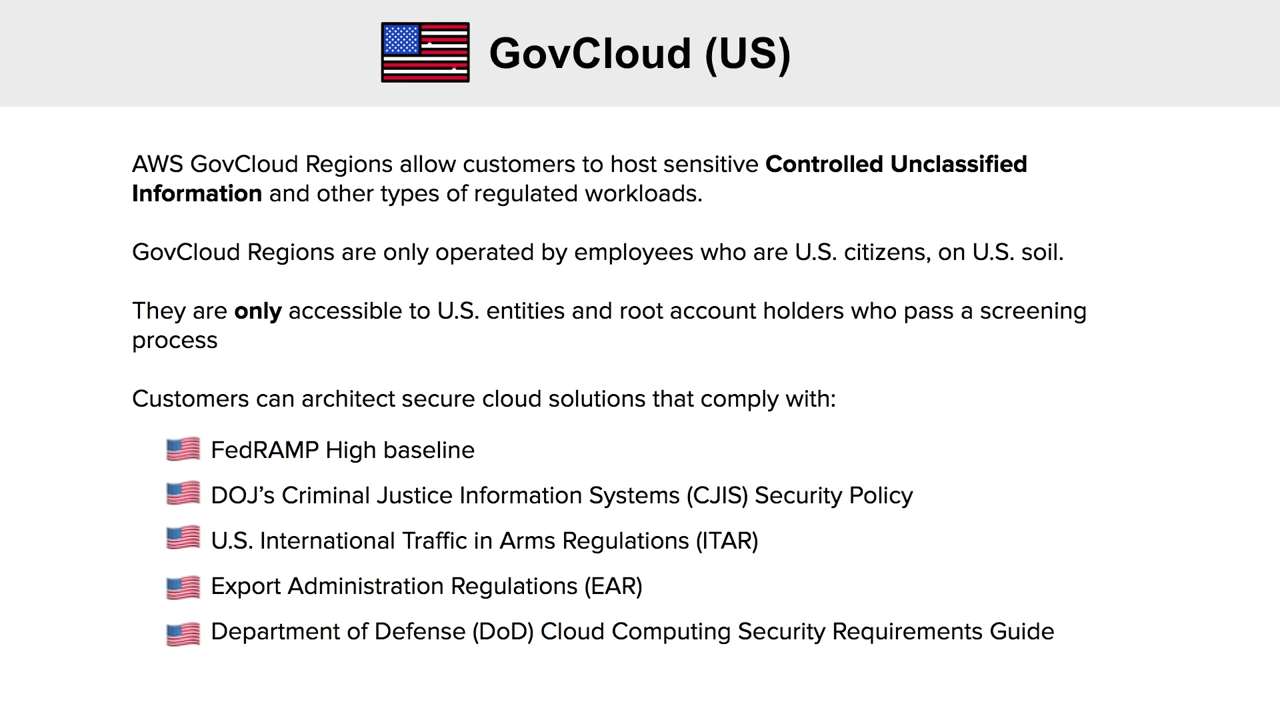 GovCloud (US)
AWS GovCloud Regions allow customers to host sensitive Controlled Unclassified
Information and other types of regulated workloads.
GovCloud Regions are only operated by employees who are U.S. citizens, on U.S. soil.
They are only accessible to U.S. entities and root account holders who pass a screening
process
Customers can architect secure cloud solutions that comply with:
FedRAMP High baseline
DOJ’s Criminal Justice Information Systems (CJIS) Security Policy
U.S. International Traffic in Arms Regulations (ITAR)
Export Administration Regulations (EAR)
Department of Defense (DoD) Cloud Computing Security Requirements Guide